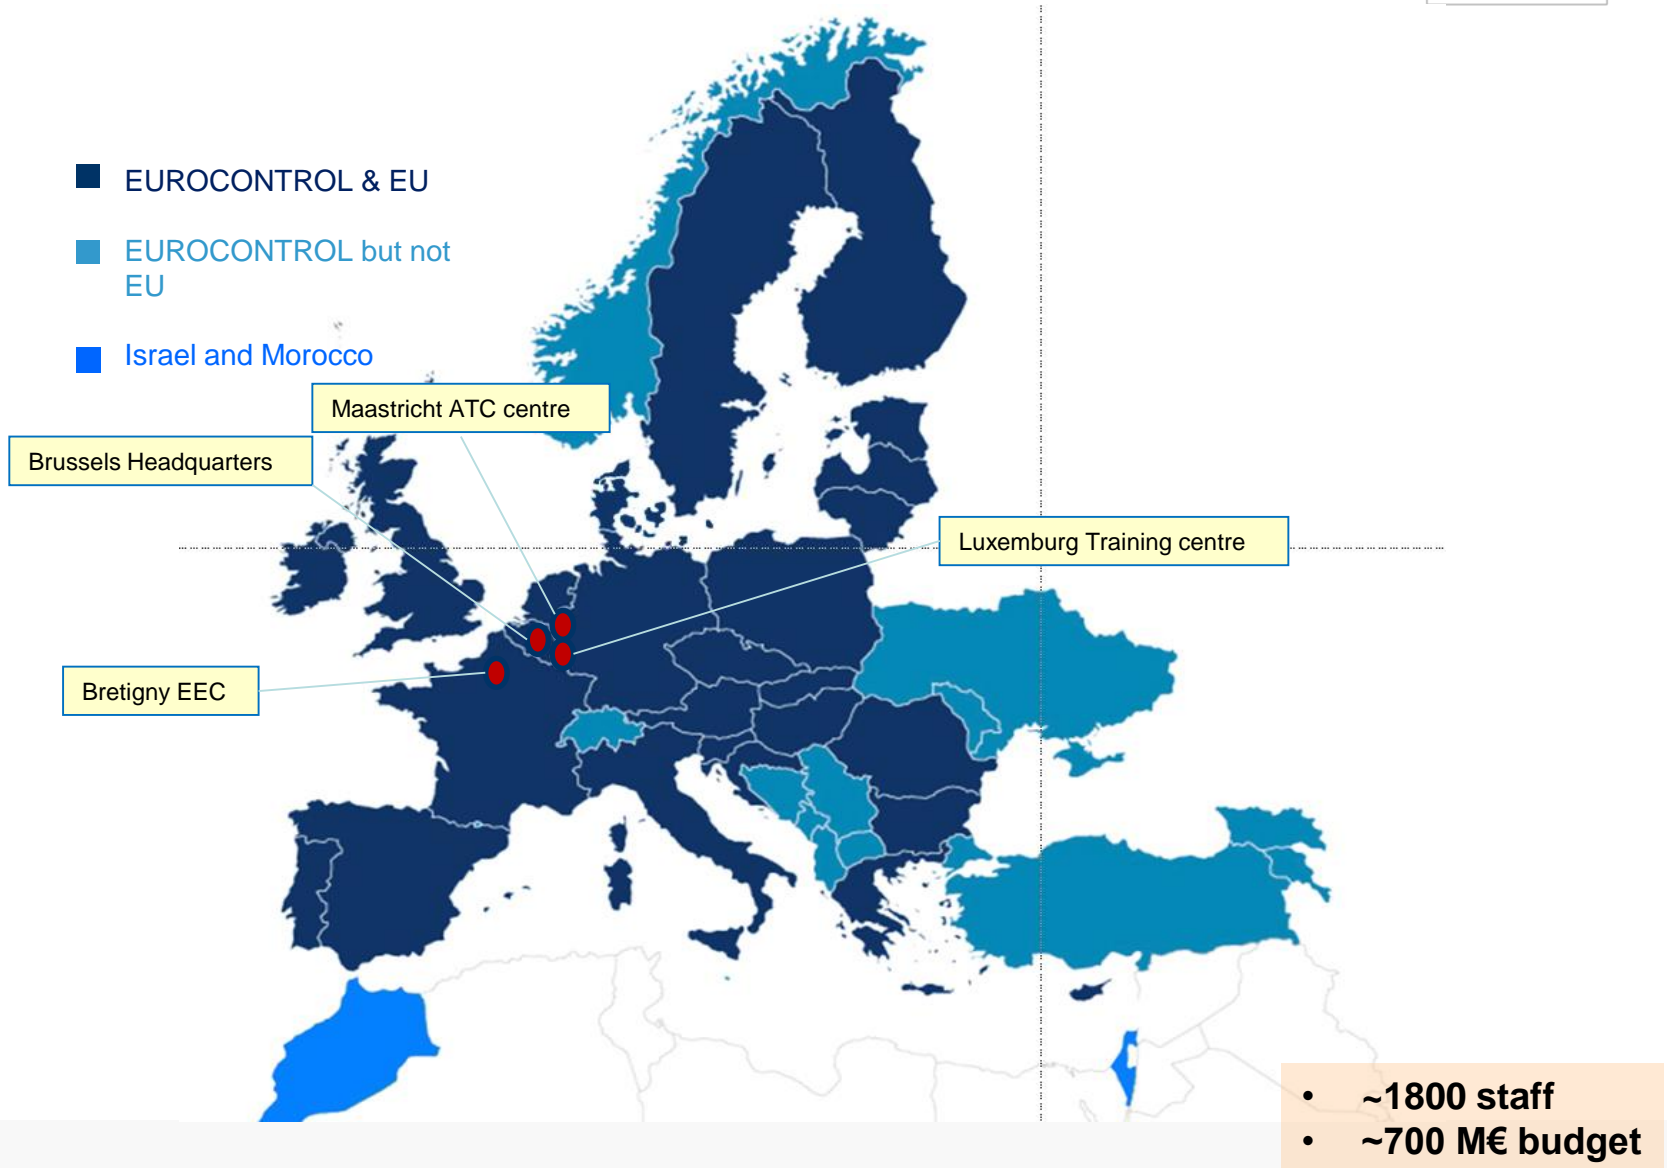 EUROCONTROL & EU
EUROCONTROL but not
EU
Israel and Morocco
Maastricht ATC centre
Brussels Headquarters
Luxemburg Training centre
Bretigny EEC
• ~1800 staff
• ~700 M€ budget